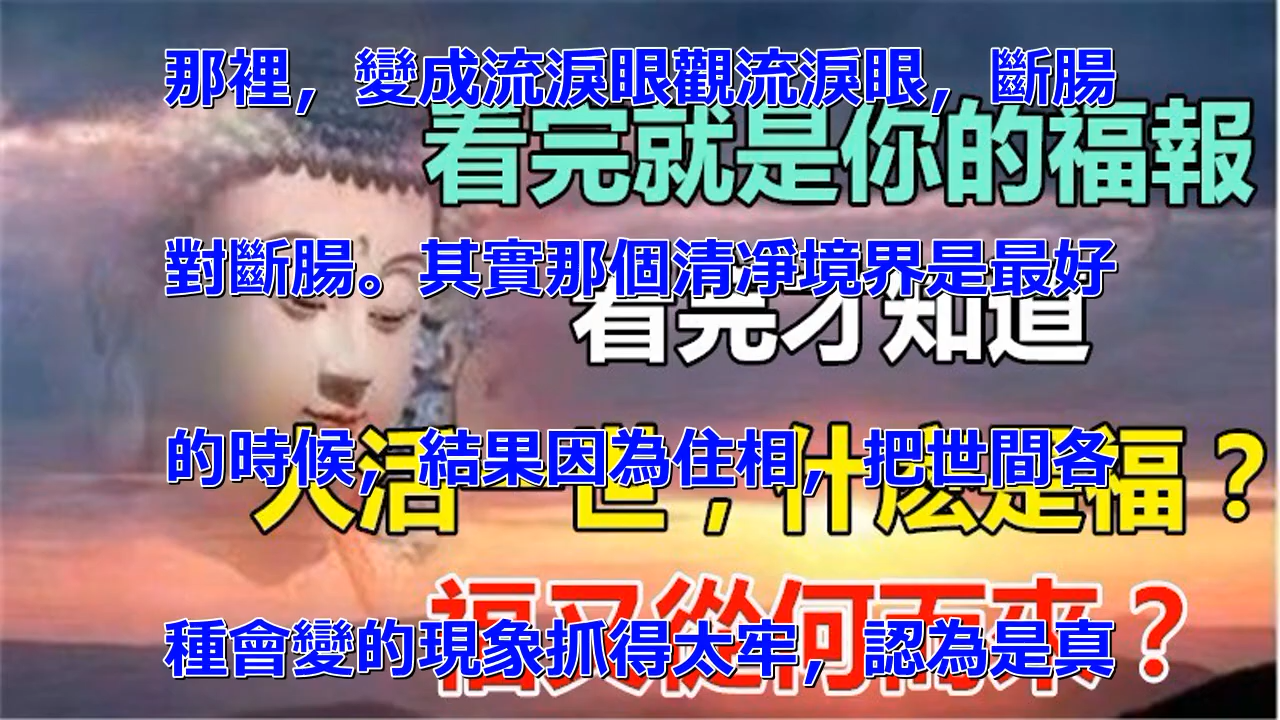 那裡，變成流淚眼觀流淚眼，斷腸
看完就是你的福報
對斷腸。其實那個清凈境界是最好
看完才知道
的時候，結果因為住相，把世間各
人活一世，什麽是福？
種會變的現象抓得太牢，認為是真
福又從何而來？